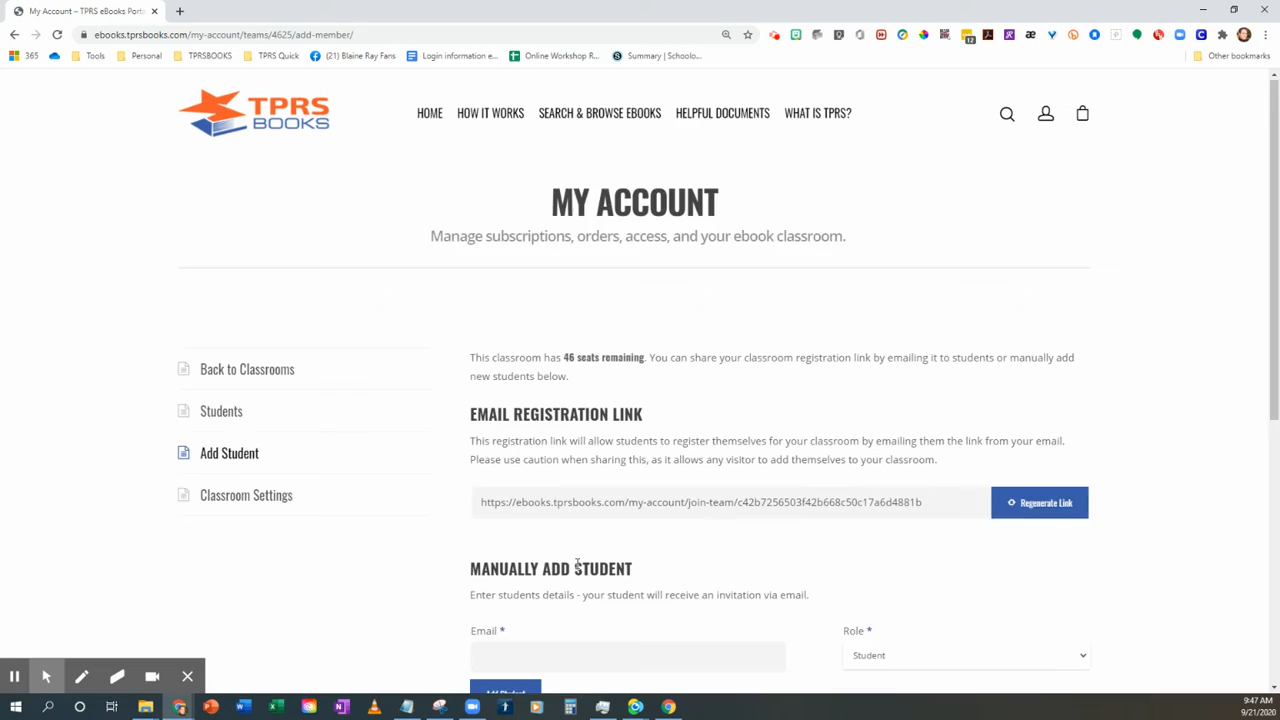 My Account – TPRS eBooks Port
ebooks.tprsbooks.com/my-account/teams/4625/add-member/
365
Tools
Personal
TPRSBOOKS
TPRS Quick
(21) Blaine Ray Fans
Login information e...
Online Workshop R...
Summary | Schoolo...
Other bookmarks
12
TPRS
BOOKS
HOME
HOW IT WORKS
SEARCH & BROWSE EBOOKS
HELPFUL DOCUMENTS
WHAT IS TPRS?
MY ACCOUNT
Manage subscriptions, orders, access, and your ebook classroom.
Back to Classrooms
Students
Add Student
Classroom Settings
This classroom has 46 seats remaining. You can share your classroom registration link by emailing it to students or manually add
new students below.
EMAIL REGISTRATION LINK
This registration link will allow students to register themselves for your classroom by emailing them the link from your email.
Please use caution when sharing this, as it allows any visitor to add themselves to your classroom.
https://ebooks.tprsbooks.com/my-account/join-team/c42b7256503f42b668c50c17a6d4881b
Regenerate Link
MANUALLY ADD STUDENT
Enter students details - your student will receive an invitation via email.
Email *
Role *
Student
Add Student
9:47 AM
9/21/2020